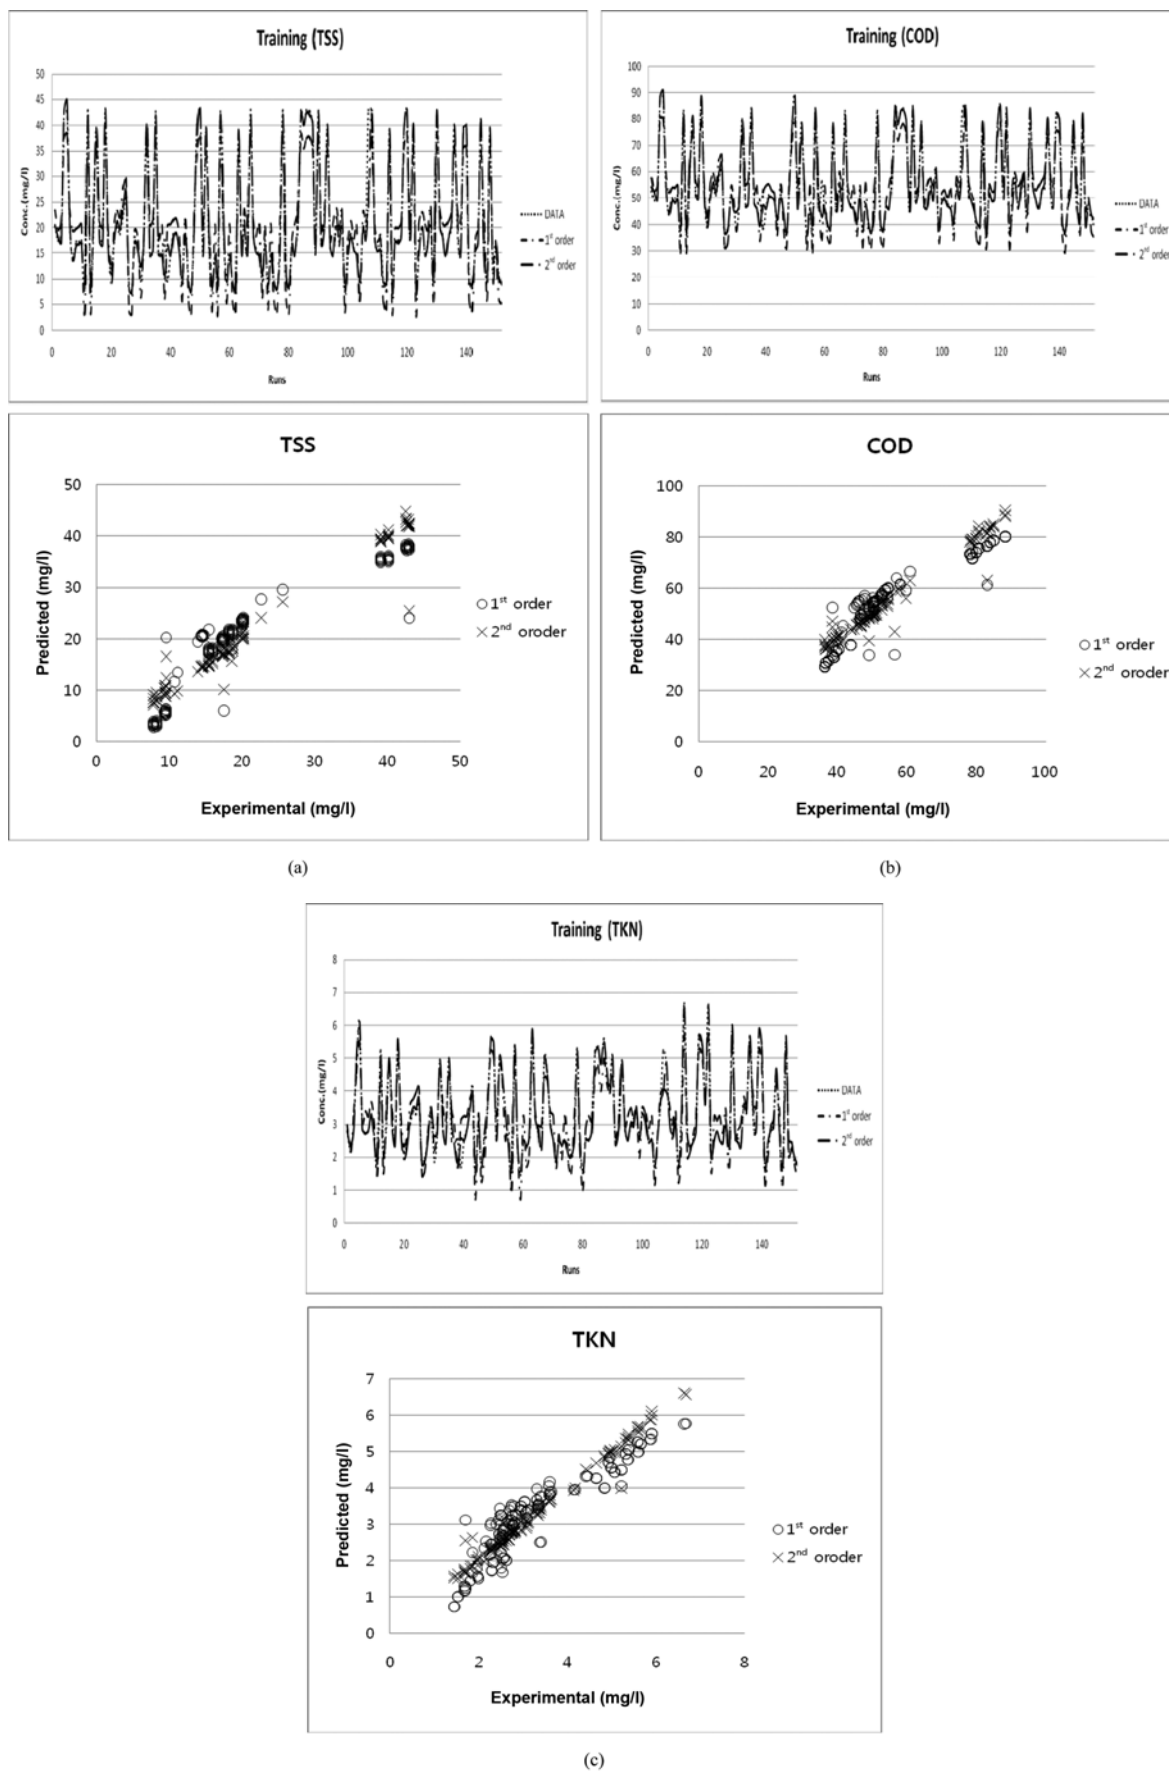 Training (TSS)
Conc.(mg/l)
50
45
40
35
30
25
20
15
10
5
0
0 20 40 60 80 100 120 140
Runs
DATA
1st order
2nd order
Training (COD)
Conc.(mg/l)
100
90
80
70
60
50
40
30
20
10
0
0 20 40 60 80 100 120 140
Runs
DATA
1st order
2nd order
TSS
Predicted (mg/l)
50
40
30
20
10
0
0 10 20 30 40 50
Experimental (mg/l)
1st order
2nd oroder
COD
Predicted (mg/l)
100
80
60
40
20
0
0 20 40 60 80 100
Experimental (mg/l)
1st order
2nd oroder
(a)
(b)
Training (TKN)
Conc.(mg/l)
8
7
6
5
4
3
2
1
0
0 20 40 60 80 100 120 140
Runs
DATA
1st order
2nd order
TKN
Predicted (mg/l)
7
6
5
4
3
2
1
0
0 2 4 6 8
Experimental (mg/l)
1st order
2nd oroder
(c)